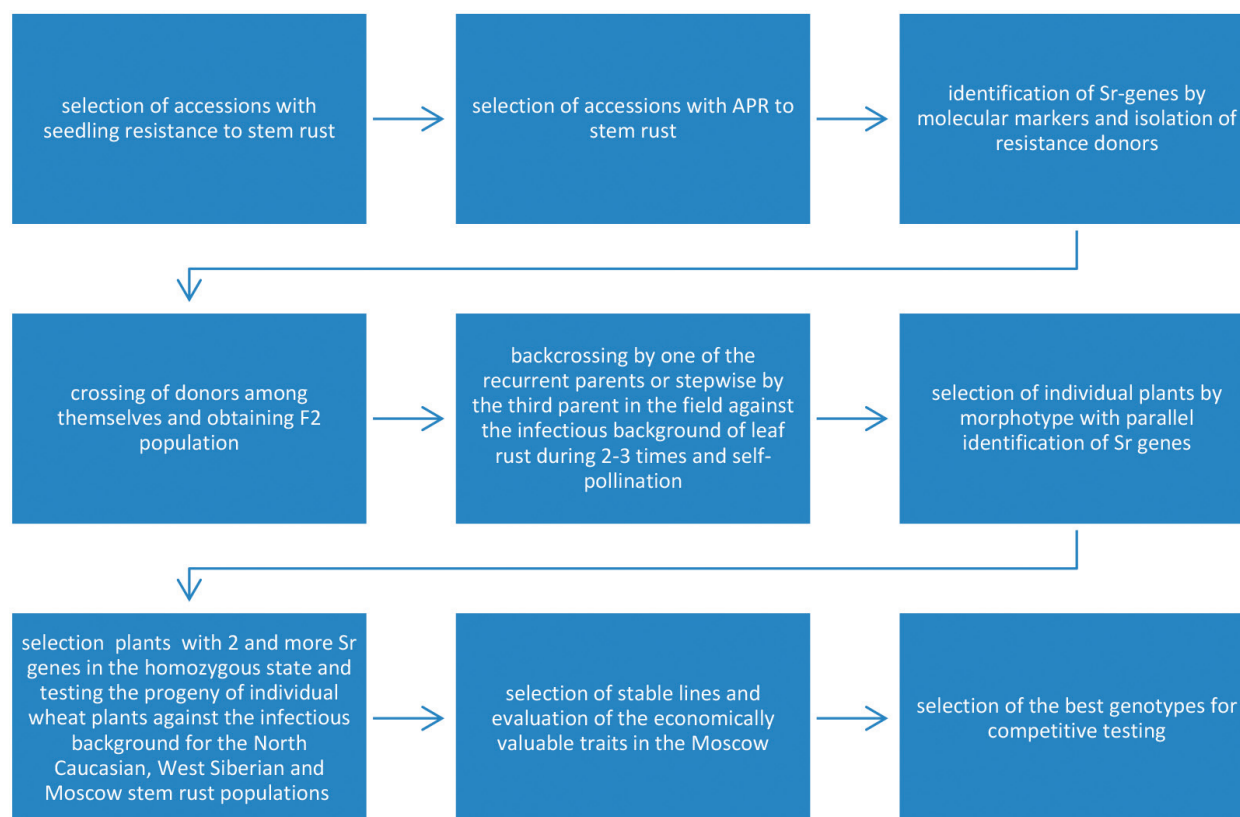 selection of accessions with
seedling resistance to stem rust
selection of accessions with APR to
stem rust
identification of Sr-genes by
molecular markers and isolation of
resistance donors
crossing of donors among
themselves and obtaining F2
population
backcrossing by one of the
recurrent parents or stepwise by
the third parent in the field against
the infectious background of leaf
rust during 2-3 times and self-
pollination
selection of individual plants by
morphotype with parallel
identification of Sr genes
selection plants with 2 and more Sr
genes in the homozygous state and
testing the progeny of individual
wheat plants against the infectious
background for the North
Caucasian, West Siberian and
Moscow stem rust populations
selection of stable lines and
evaluation of the economically
valuable traits in the Moscow
selection of the best genotypes for
competitive testing